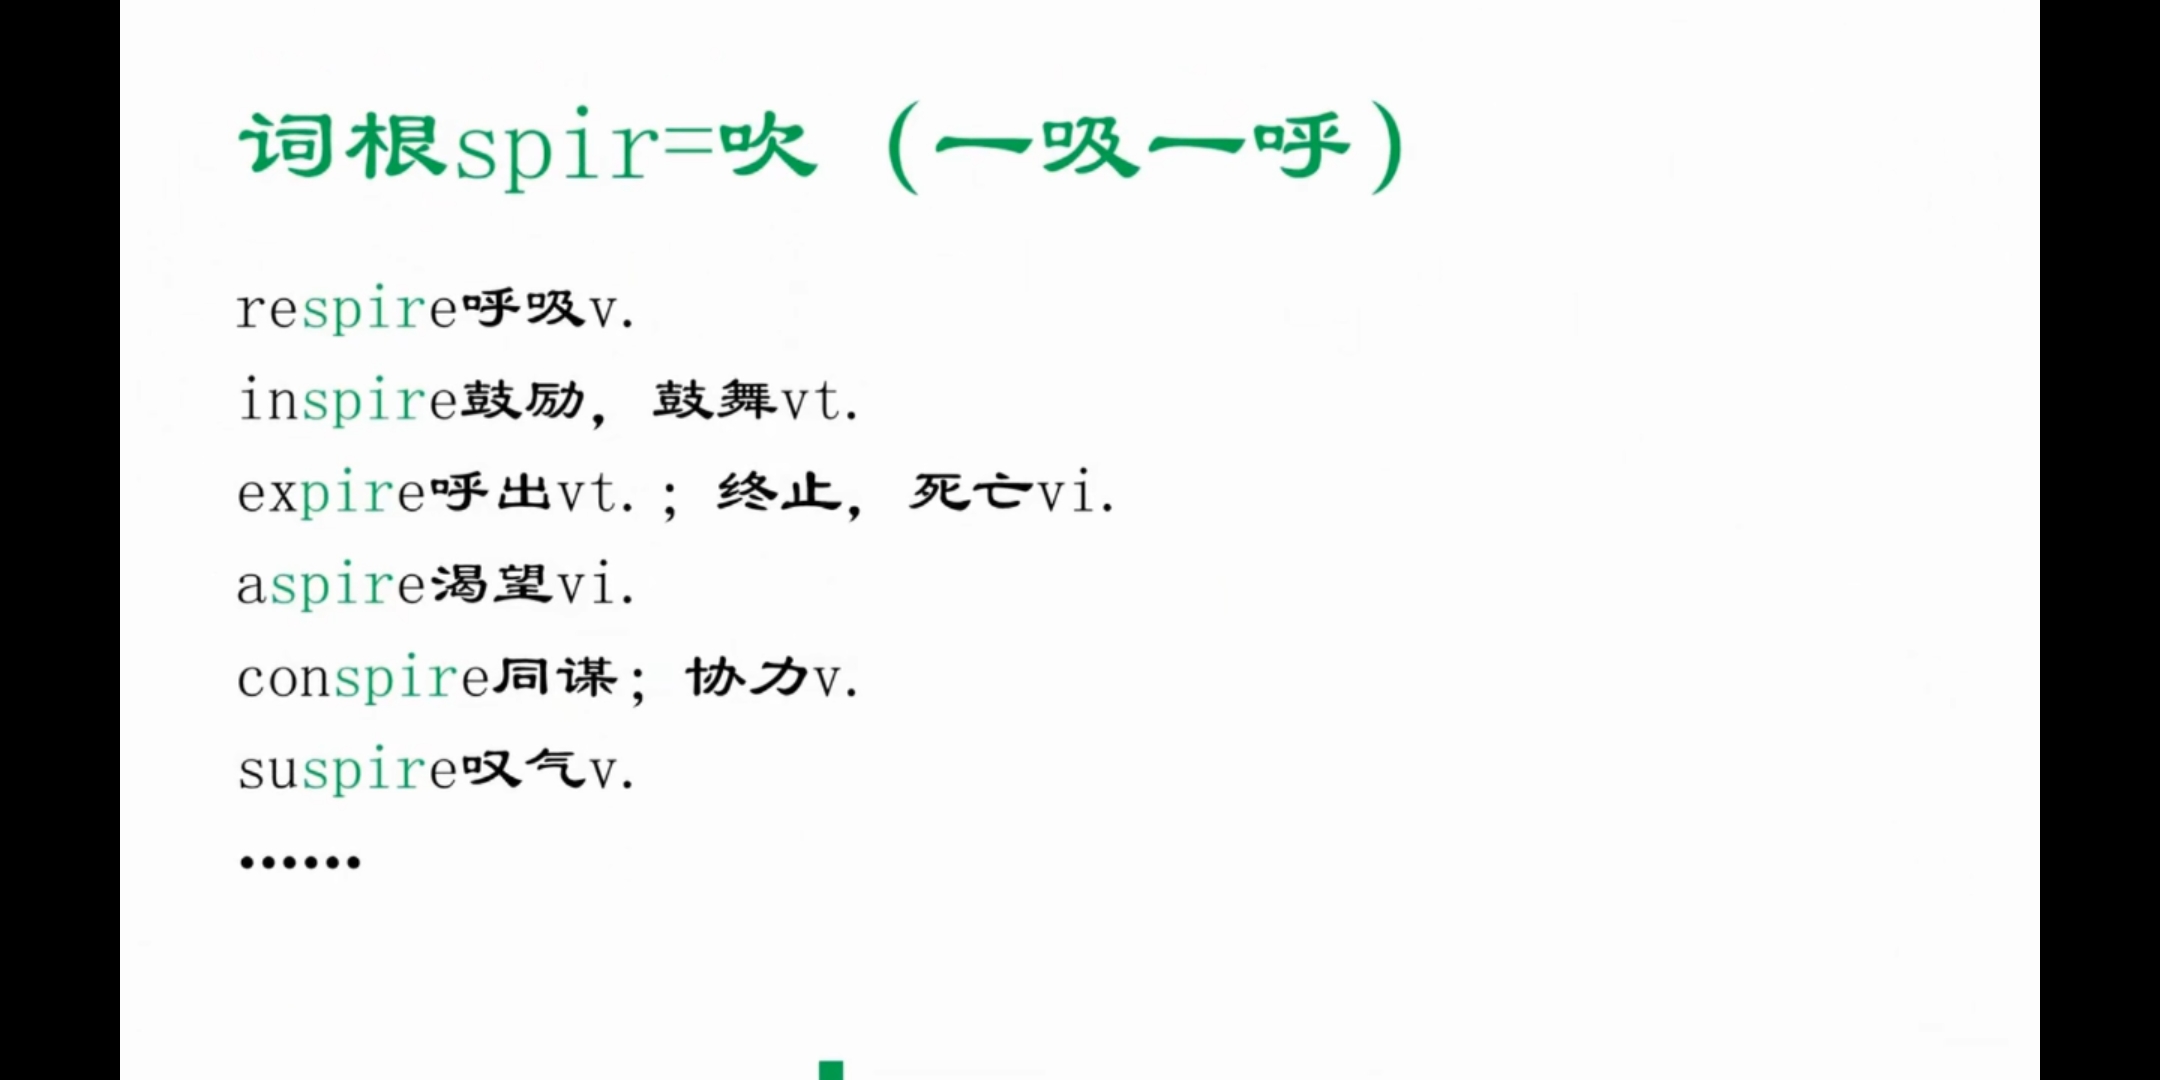 词根spir=吹（一吸一呼）
respire呼吸v.
inspire鼓励，鼓舞vt.
expire呼出vt.；终止，死亡vi.
aspire渴望vi.
conspire同谋；协力v.
suspire叹气v.
……